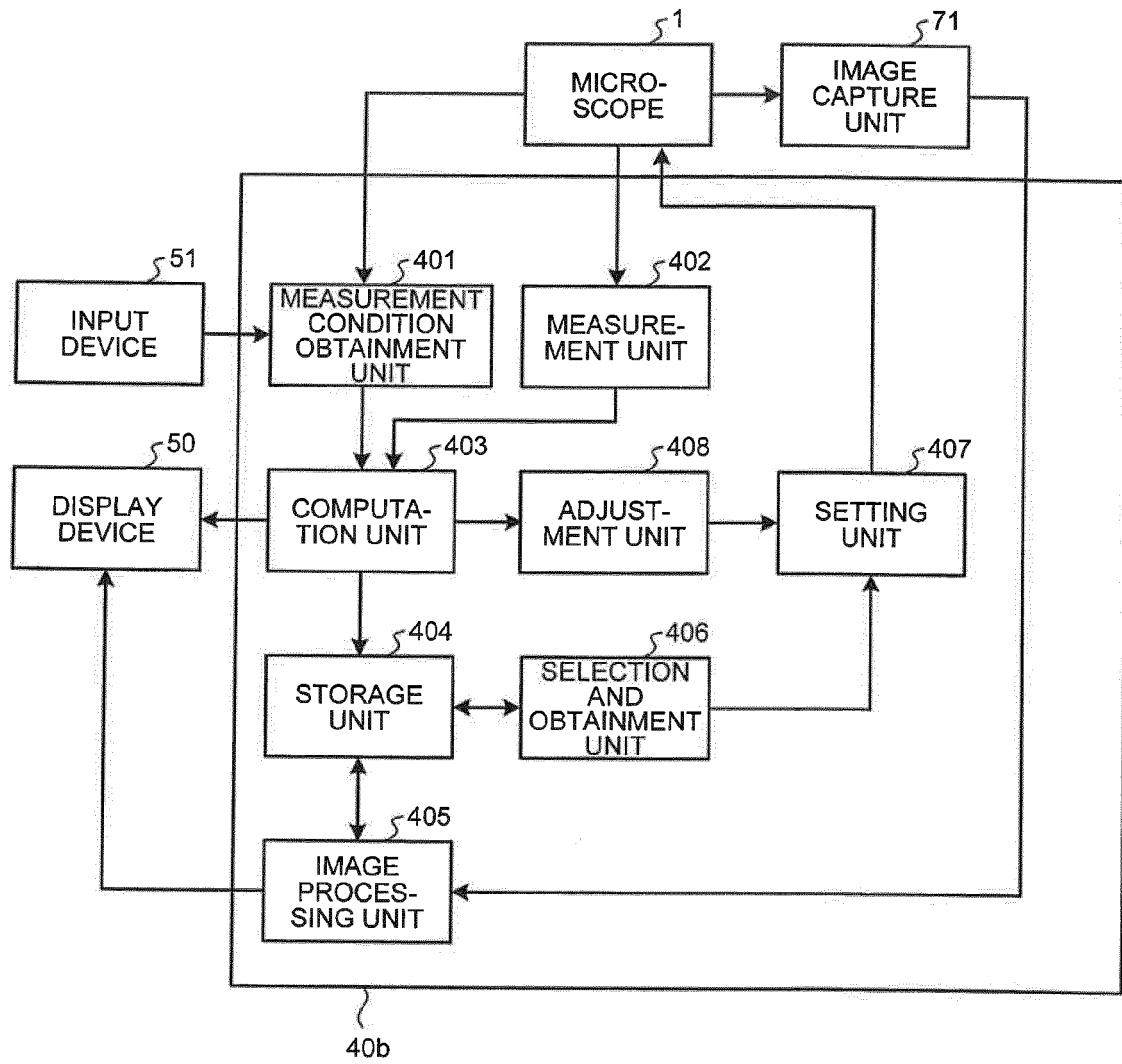 1
MICRO-
SCOPE
71
IMAGE
CAPTURE
UNIT
51
INPUT
DEVICE
401
MEASUREMENT
CONDITION
OBTAINMENT
UNIT
402
MEASURE-
MENT UNIT
50
DISPLAY
DEVICE
403
COMPUTA-
TION UNIT
408
ADJUST-
MENT UNIT
407
SETTING
UNIT
404
STORAGE
UNIT
406
SELECTION
AND
OBTAINMENT
UNIT
405
IMAGE
PROCES-
SING UNIT
40b